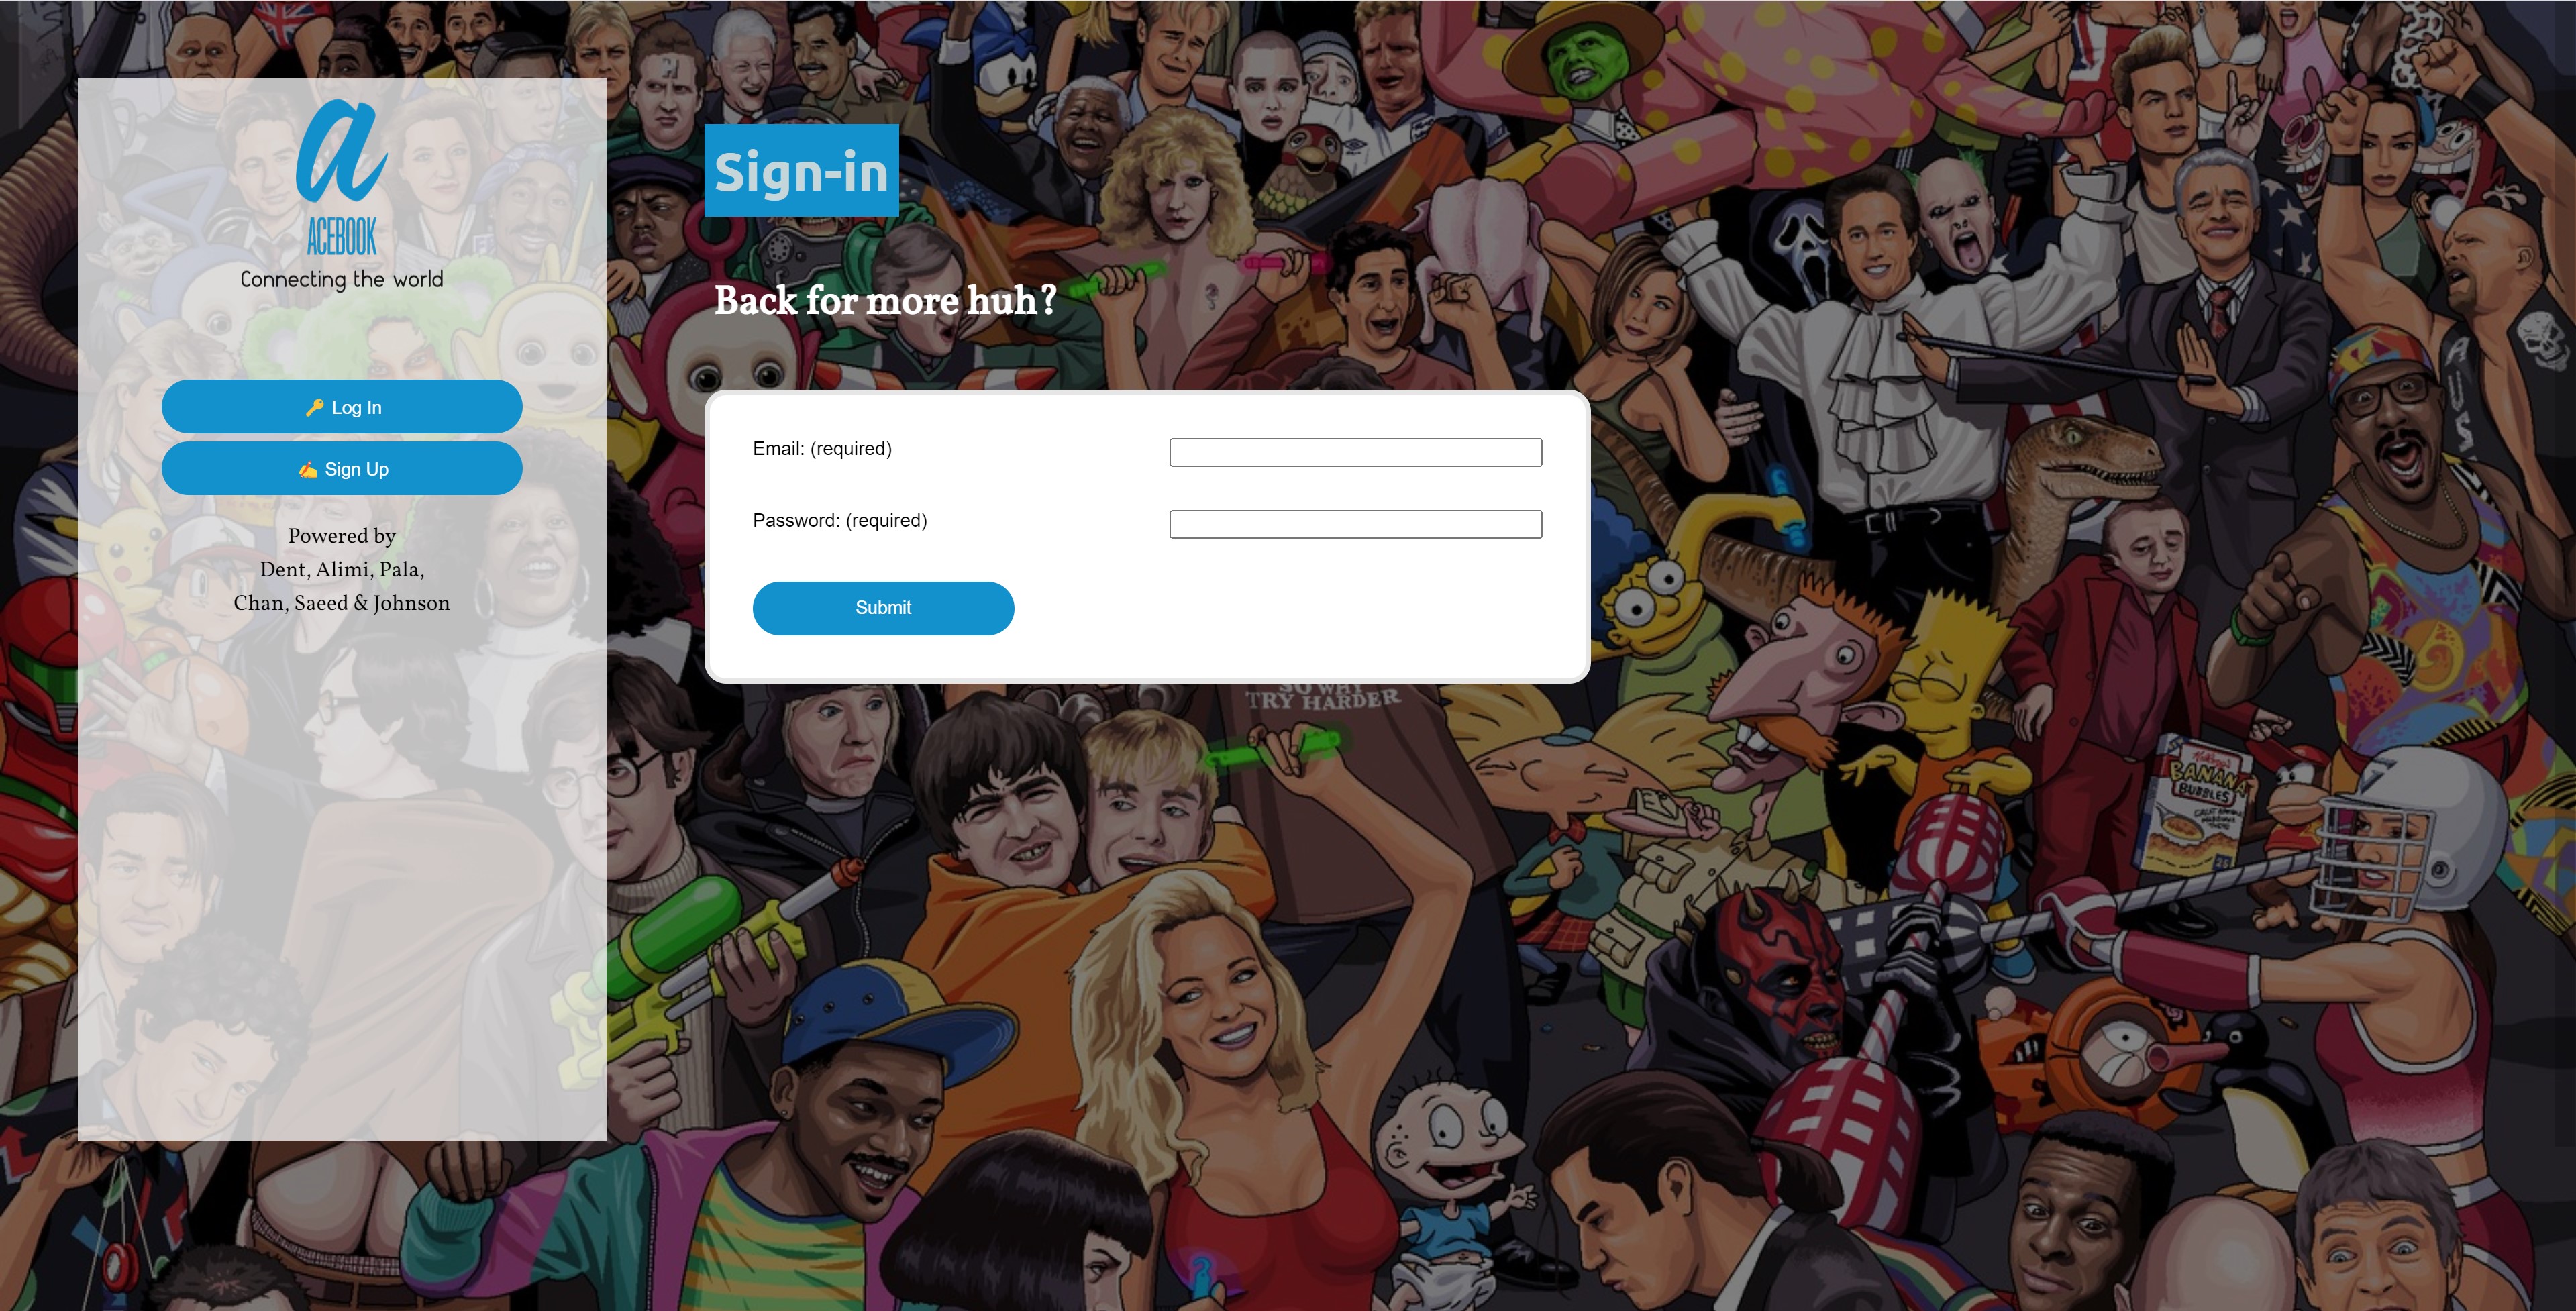 a
ACEBOOK
Connecting the world
🔑 Log In
✍️ Sign Up
Powered by
Dent, Alimi, Pala,
Chan, Saeed & Johnson
Sign-in
Back for more huh?
Email: (required)
Password: (required)
Submit
SO WHY
TRY HARDER
BANANA
BUBBLES